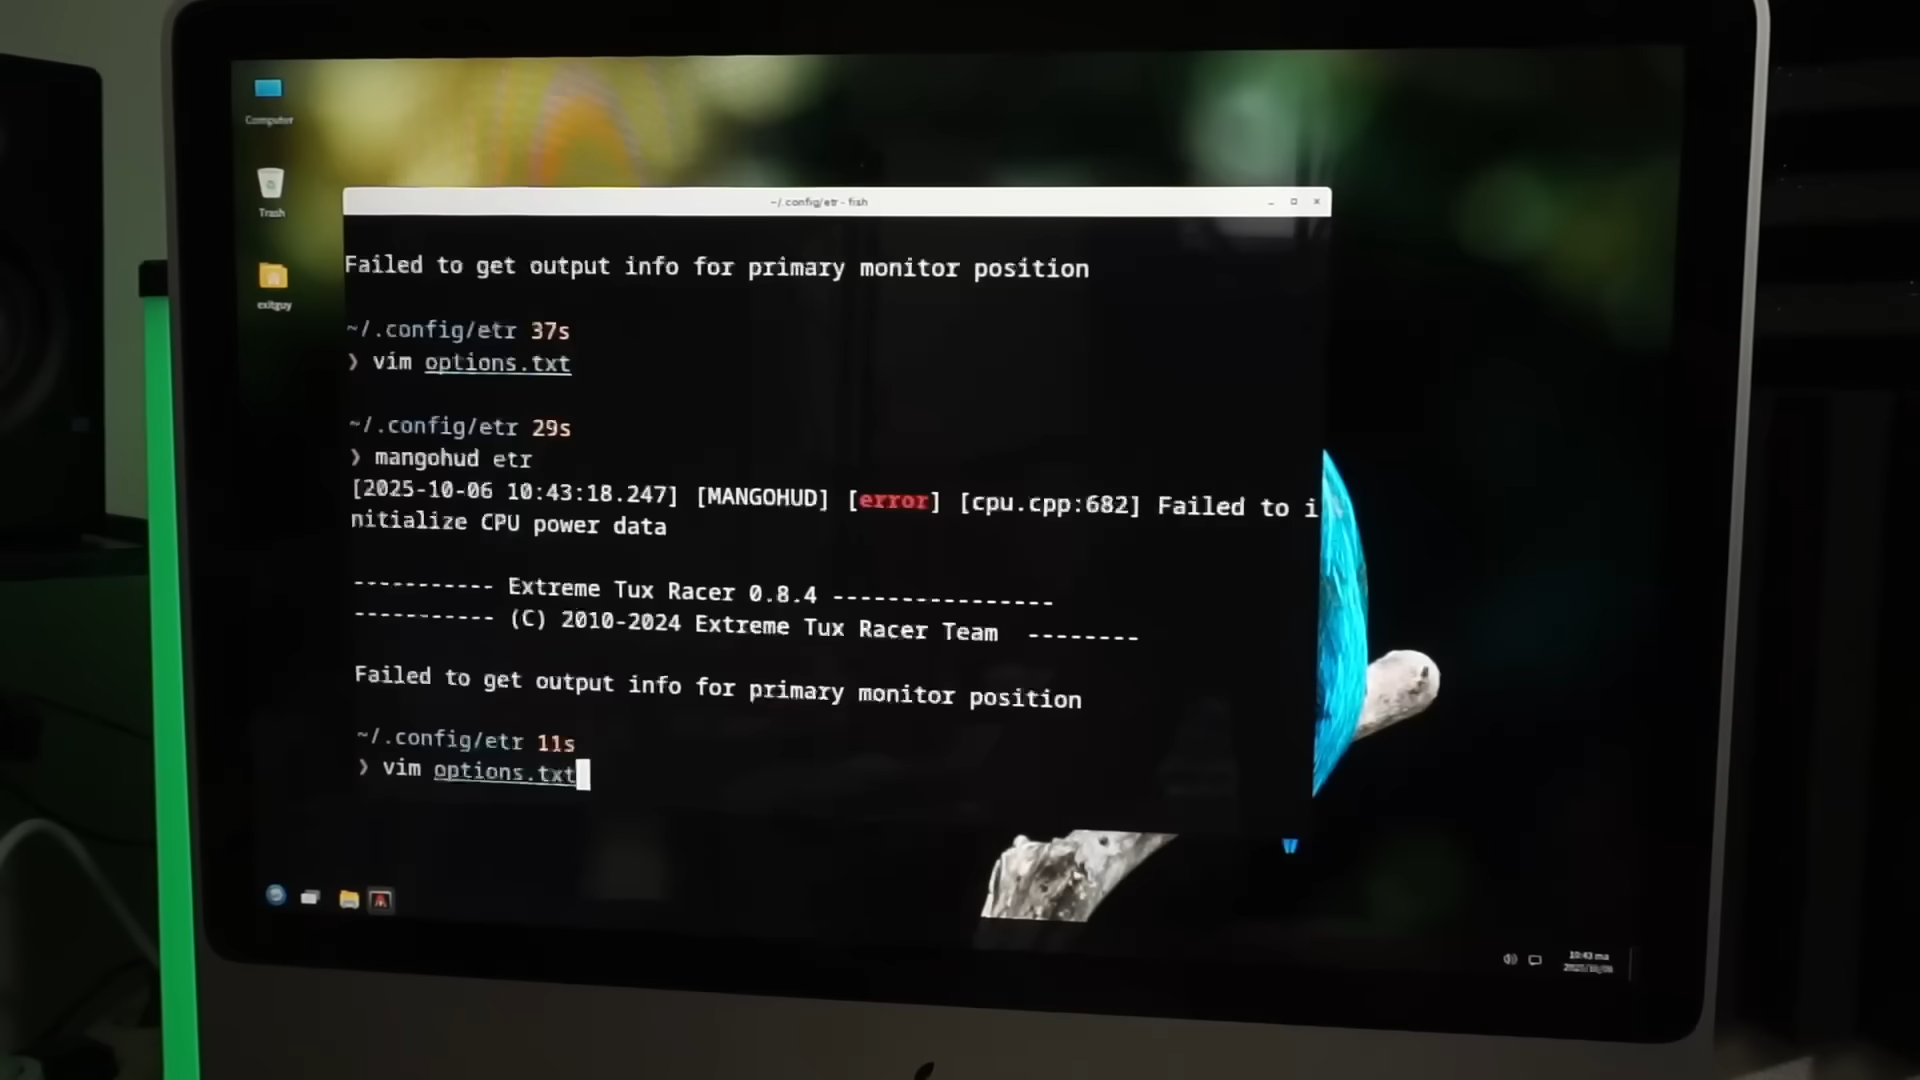 Computer
Trash
exitguy
~/.config/etr - fish
Failed to get output info for primary monitor position
~/.config/etr 37s
❯ vim options.txt
~/.config/etr 29s
❯ mangohud etr
[2025-10-06 10:43:18.247] [MANGOHUD] [error] [cpu.cpp:682] Failed to i
nitialize CPU power data
----------- Extreme Tux Racer 0.8.4 ----------------
----------- (C) 2010-2024 Extreme Tux Racer Team  --------
Failed to get output info for primary monitor position
~/.config/etr 11s
❯ vim options.txt
10:43